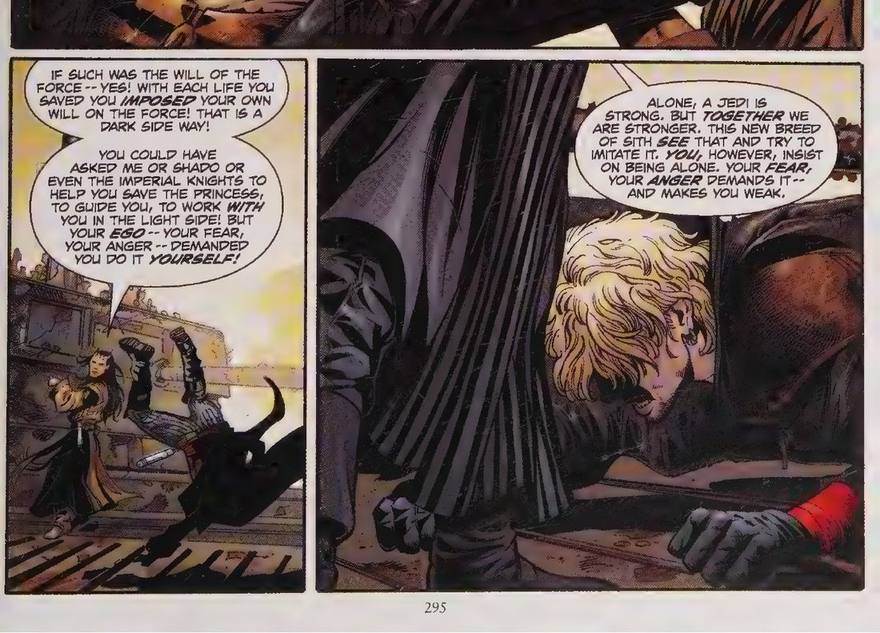 IF SUCH WAS THE WILL OF THE
FORCE -- YES! WITH EACH LIFE YOU
SAVED YOU IMPOSED YOUR OWN
WILL ON THE FORCE! THAT IS A
DARK SIDE WAY!
YOU COULD HAVE
ASKED ME OR SHADO OR
EVEN THE IMPERIAL KNIGHTS TO
HELP YOU SAVE THE PRINCESS,
TO GUIDE YOU, TO WORK WITH
YOU IN THE LIGHT SIDE! BUT
YOUR EGO -- YOUR FEAR,
YOUR ANGER -- DEMANDED
YOU DO IT YOURSELF!
ALONE, A JEDI IS
STRONG. BUT TOGETHER WE
ARE STRONGER. THIS NEW BREED
OF SITH SEE THAT AND TRY TO
IMITATE IT. YOU, HOWEVER, INSIST
ON BEING ALONE. YOUR FEAR,
YOUR ANGER DEMANDS IT--
AND MAKES YOU WEAK.
295